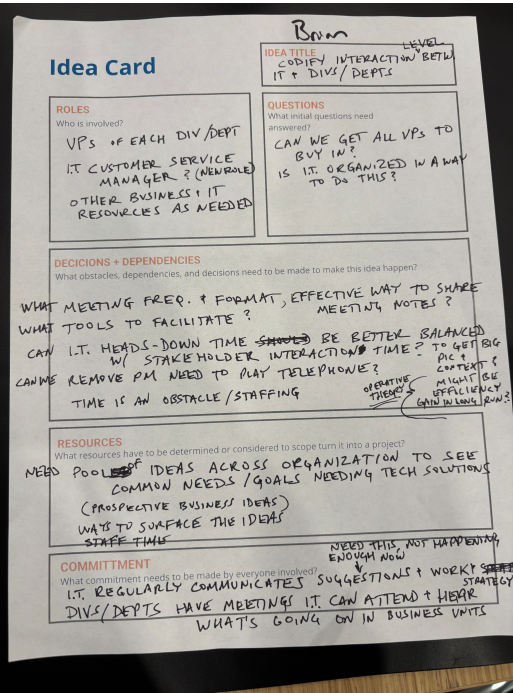 Brian
Idea Card
IDEA TITLE
LEVEL
CODIFY INTERACTION BETW
IT + DIVS/DEPTS
ROLES
Who is involved?
VPs OF EACH DIV/DEPT
I.T CUSTOMER SERVICE
MANAGER? (NEW ROLE)
OTHER BUSINESS + IT
RESOURCES AS NEEDED
QUESTIONS
What initial questions need
answered?
CAN WE GET ALL VPs TO
BUY IN?
IS I.T. ORGANIZED IN A WAY
TO DO THIS?
DECICIONS + DEPENDENCIES
What obstacles, dependencies, and decisions need to be made to make this idea happen?
WHAT MEETING FREQ. + FORMAT, EFFECTIVE WAY TO SHARE
MEETING NOTES?
WHAT TOOLS TO FACILITATE?
CAN I.T. HEADS-DOWN TIME BE BETTER BALANCED
W/ STAKEHOLDER INTERACTION TIME? TO GET BIG
PIC +
CONTEXT?
CAN WE REMOVE PM NEED TO PLAY TELEPHONE?
TIME IS AN OBSTACLE/STAFFING
OPERATIVE
THEORY
MIGHT BE
EFFICIENCY
GAIN IN LONG RUN?
RESOURCES
What resources have to be determined or considered to scope turn it into a project?
NEED POOL OF IDEAS ACROSS ORGANIZATION TO SEE
COMMON NEEDS/GOALS NEEDING TECH SOLUTIONS
(PROSPECTIVE BUSINESS IDEAS)
WAYS TO SURFACE THE IDEAS
STAFF TIME
COMMITTMENT
What commitment needs to be made by everyone involved?
NEED THIS, NOT HAPPENING
ENOUGH NOW
I.T. REGULARLY COMMUNICATES SUGGESTIONS + WORK +
STRATEGY
DIVS/DEPTS HAVE MEETINGS I.T. CAN ATTEND + HEAR
WHAT'S GOING ON IN BUSINESS UNITS